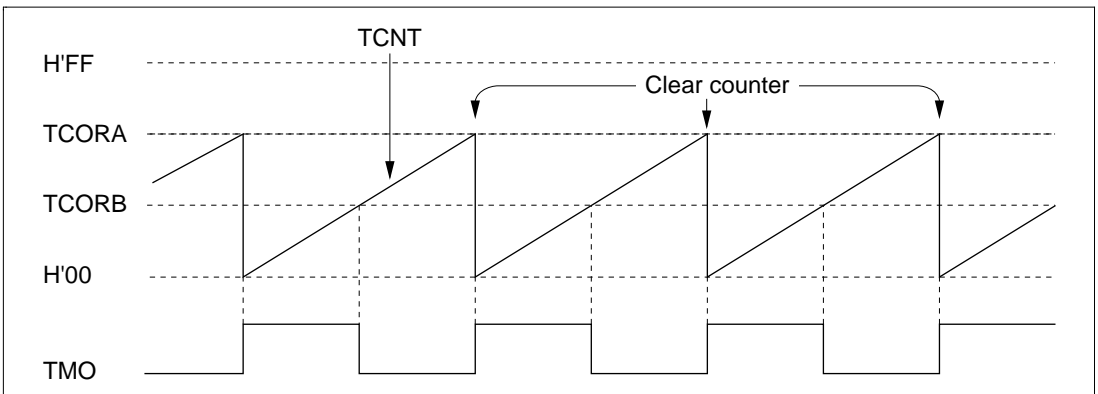 TCNT
H'FF
Clear counter
TCORA
TCORB
H'00
TMO